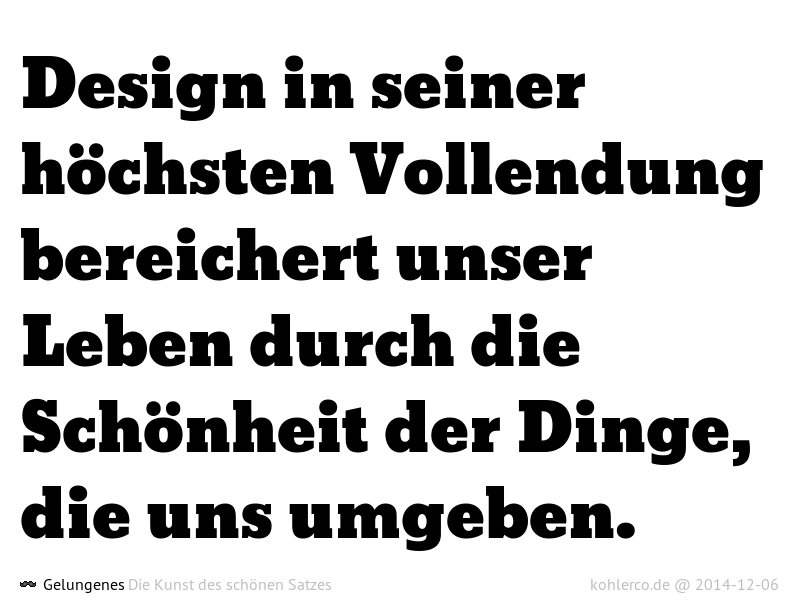 Design in seiner
höchsten Vollendung
bereichert unser
Leben durch die
Schönheit der Dinge,
die uns umgeben.
Gelungenes Die Kunst des schönen Satzes kohlerco.de @ 2014-12-06